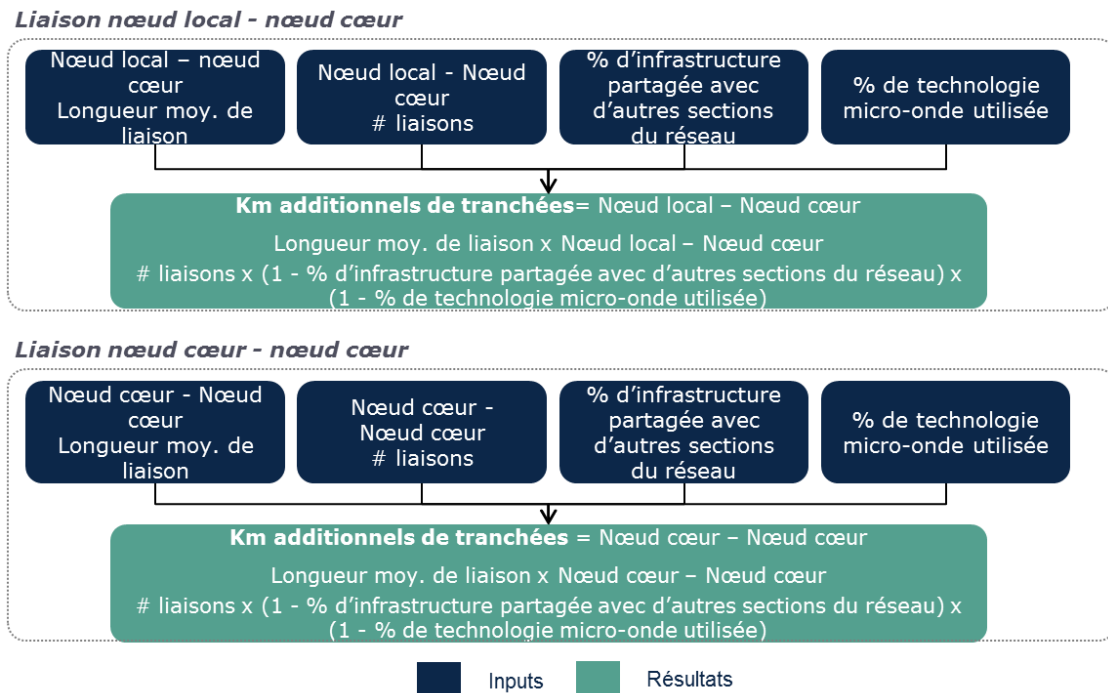 Liaison nœud local - nœud cœur
Nœud local – nœud
cœur
Longueur moy. de
liaison
Nœud local - Nœud
cœur
# liaisons
% d’infrastructure
partagée avec
d’autres sections
du réseau
% de technologie
micro-onde utilisée
Km additionnels de tranchées= Nœud local – Nœud cœur
Longueur moy. de liaison x Nœud local – Nœud cœur
# liaisons x (1 - % d’infrastructure partagée avec d’autres sections du réseau) x
(1 - % de technologie micro-onde utilisée)
Liaison nœud cœur - nœud cœur
Nœud cœur - Nœud
cœur
Longueur moy. de
liaison
Nœud cœur -
Nœud cœur
# liaisons
% d’infrastructure
partagée avec
d’autres sections
du réseau
% de technologie
micro-onde utilisée
Km additionnels de tranchées = Nœud cœur – Nœud cœur
Longueur moy. de liaison x Nœud cœur – Nœud cœur
# liaisons x (1 - % d’infrastructure partagée avec d’autres sections du réseau) x
(1 - % de technologie micro-onde utilisée)
Inputs
Résultats